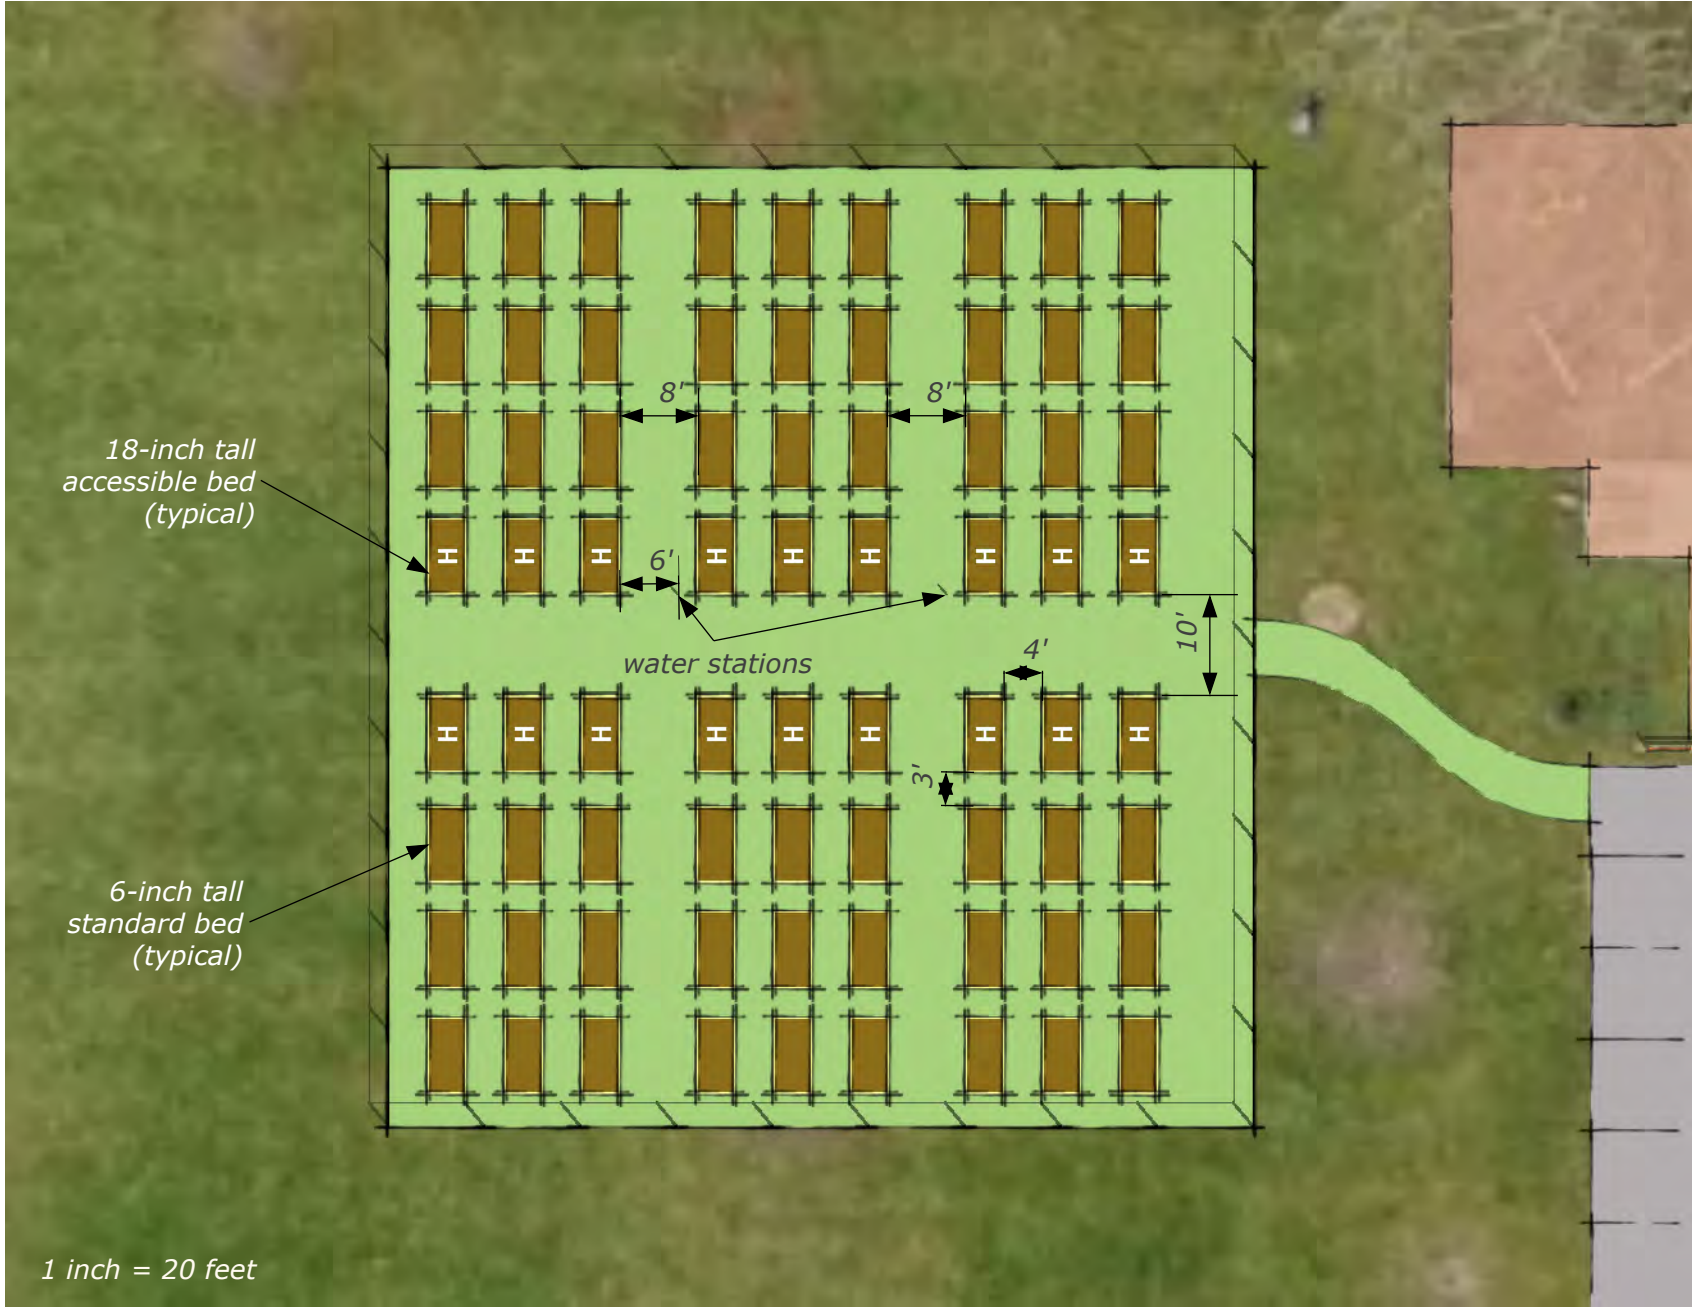 8'
8'
18-inch tall
accessible bed
(typical)
H H H H H H H H H
6'
10'
water stations
4'
H H H H H H H H H
3'
6-inch tall
standard bed
(typical)
1 inch = 20 feet